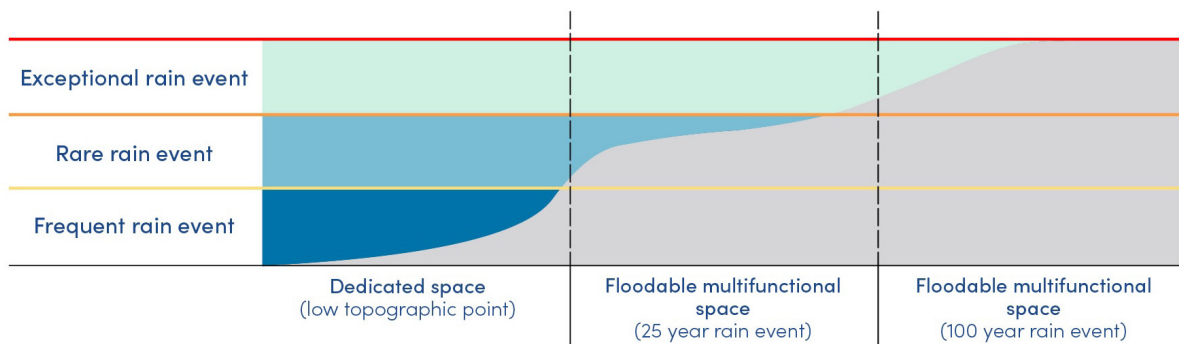 Exceptional rain event
Rare rain event
Frequent rain event
Dedicated space
(low topographic point)
Floodable multifunctional
space
(25 year rain event)
Floodable multifunctional
space
(100 year rain event)